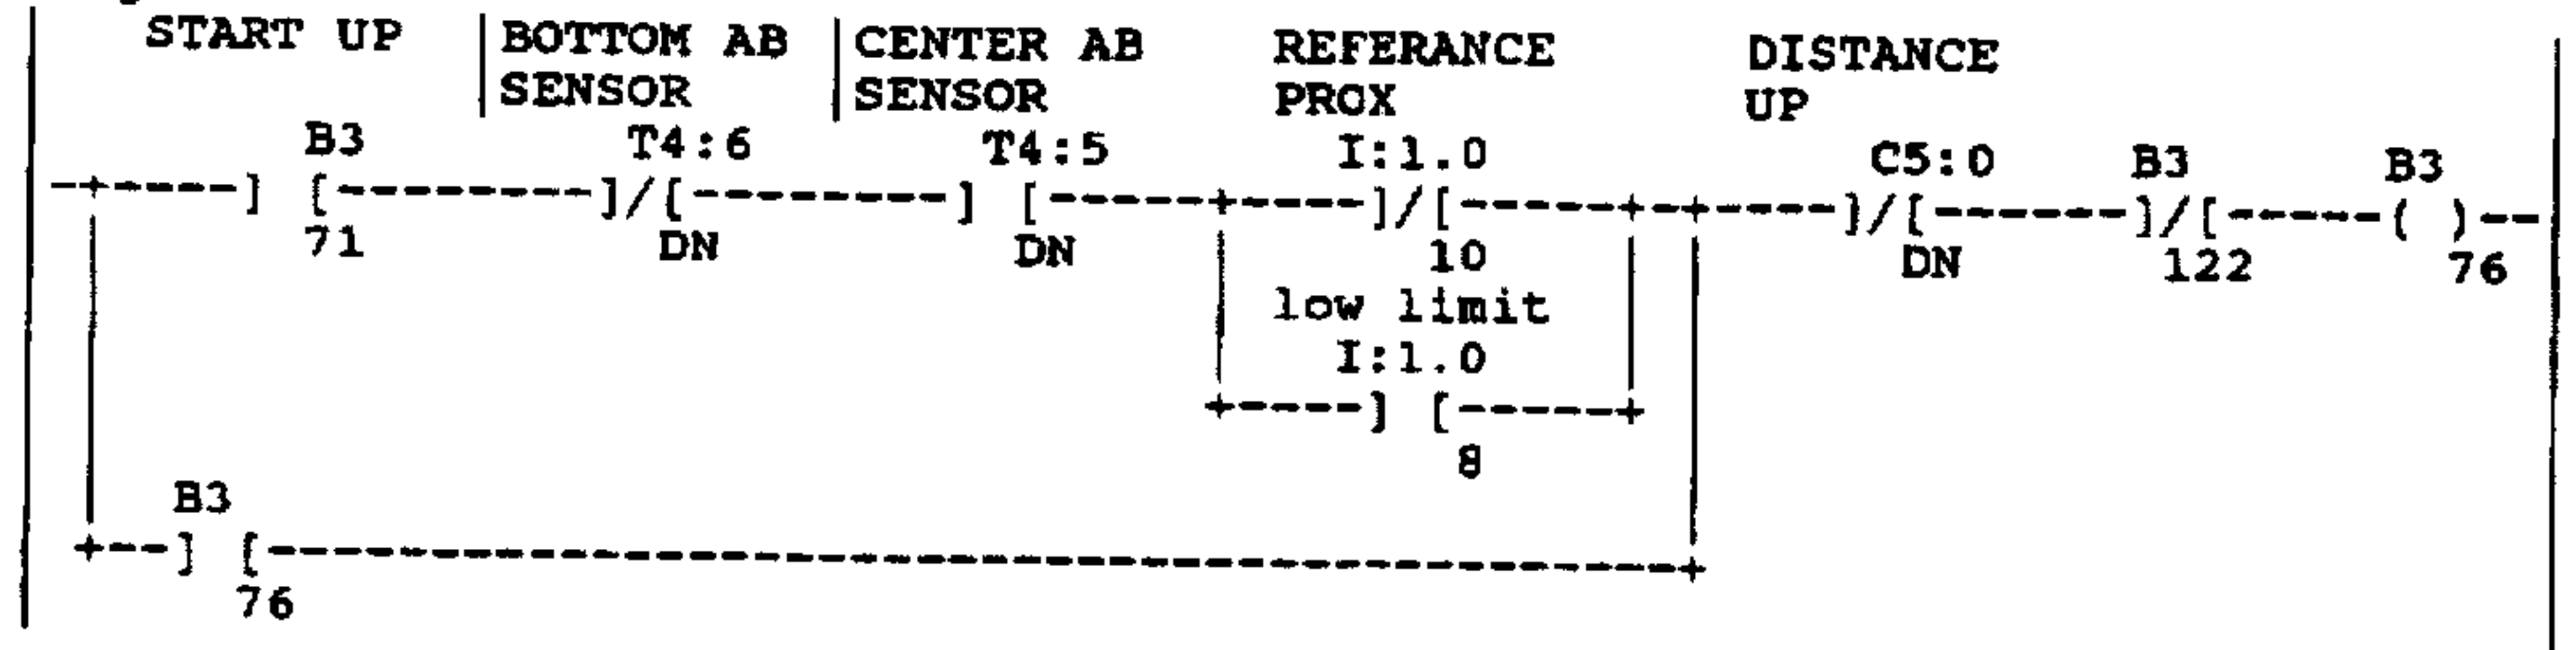 START UP |BOTTOM AB |CENTER AB REFERANCE DISTANCE
|SENSOR |SENSOR PROX UP
B3 T4:6 T4:5 I:1.0 C5:0 B3 B3
-+-----] [--------]/[--------] [-----+----]/[------+-+----]/[------]/[-----( )--
71 DN DN 10 DN 122 76
low limit
I:1.0
+----] [------+
8
B3
+---] [--------------------------------------------+
76